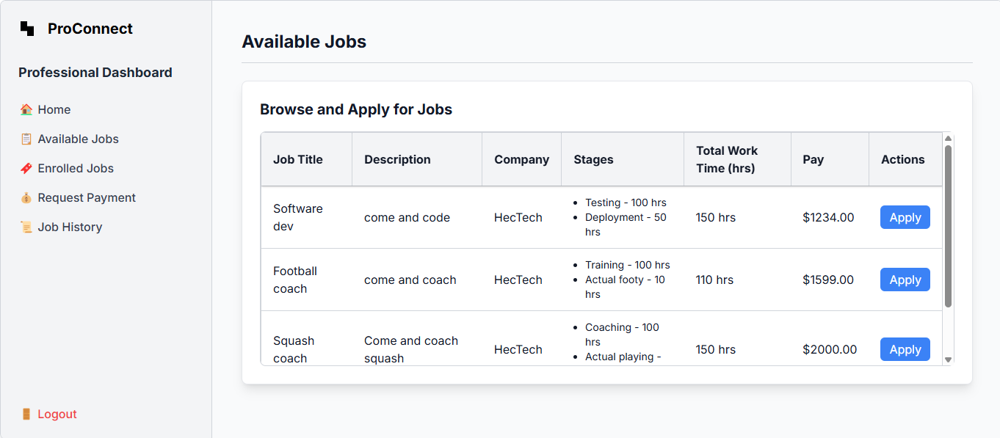 ProConnect
Professional Dashboard
Home
Available Jobs
Enrolled Jobs
Request Payment
Job History
Logout
Available Jobs
Browse and Apply for Jobs
Job Title
Description
Company
Stages
Total Work
Time (hrs)
Pay
Actions
Software
dev
come and code
HecTech
Testing - 100 hrs
Deployment - 50
hrs
150 hrs
$1234.00
Apply
Football
coach
come and coach
HecTech
Training - 100 hrs
Actual footy - 10
hrs
110 hrs
$1599.00
Apply
Squash
coach
Come and coach
squash
HecTech
Coaching - 100
hrs
Actual playing -
150 hrs
$2000.00
Apply